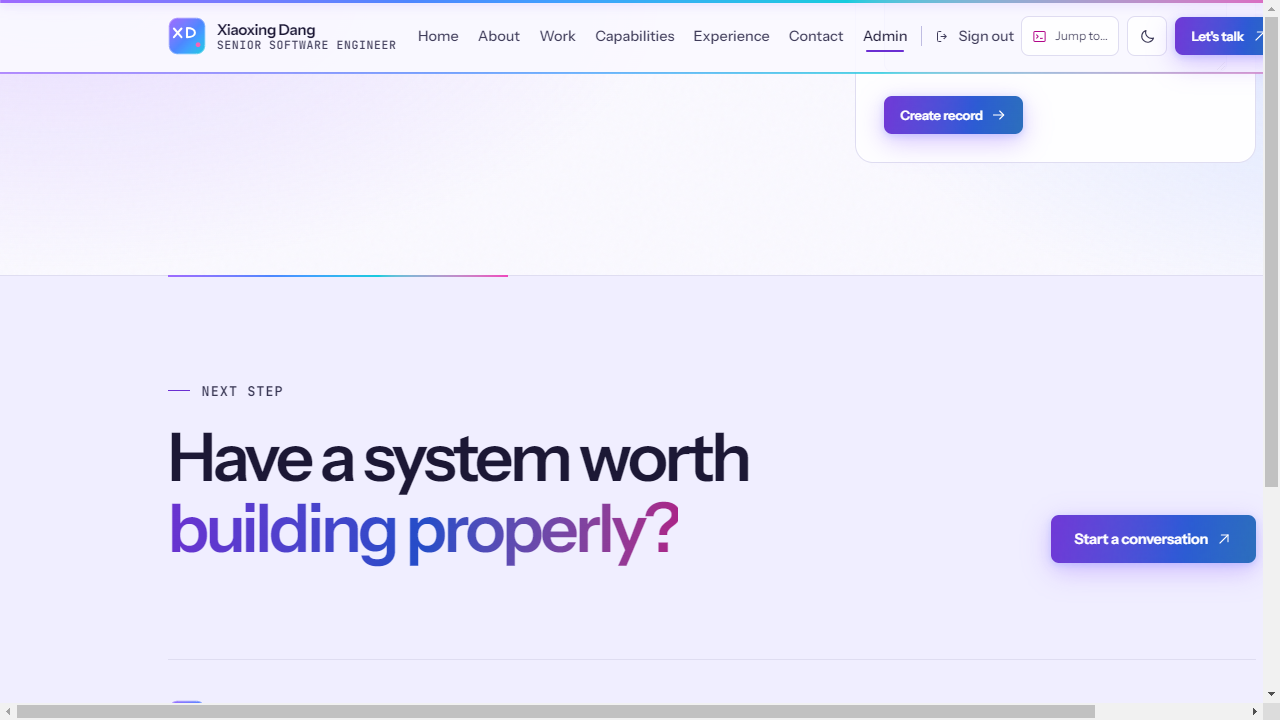 XD
Xiaoxing Dang
SENIOR SOFTWARE ENGINEER
Home
About
Work
Capabilities
Experience
Contact
Admin
Sign out
Jump to...
Let's talk
Create record
NEXT STEP
Have a system worth
building properly?
Start a conversation